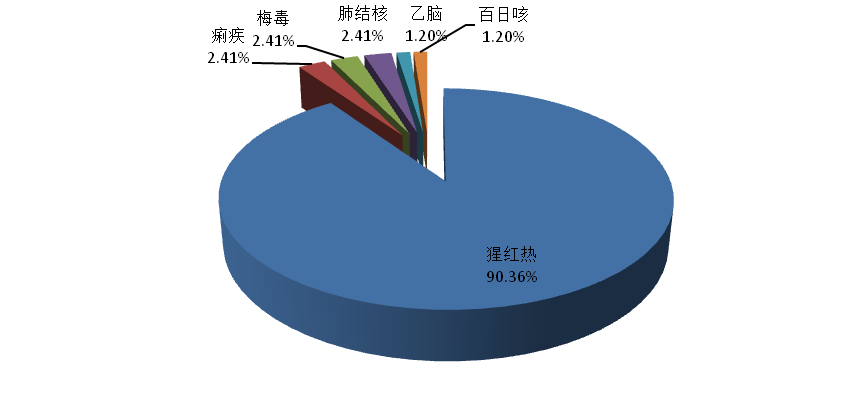 痢疾
2.41%
梅毒
2.41%
肺结核
2.41%
乙脑
1.20%
百日咳
1.20%
猩红热
90.36%